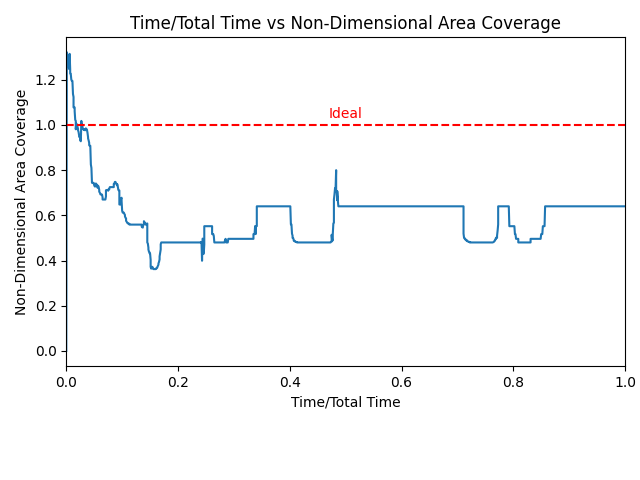 Time/Total Time vs Non-Dimensional Area Coverage
Non-Dimensional Area Coverage
1.2
1.0
0.8
0.6
0.4
0.2
0.0
Ideal
0.0 0.2 0.4 0.6 0.8 1.0
Time/Total Time